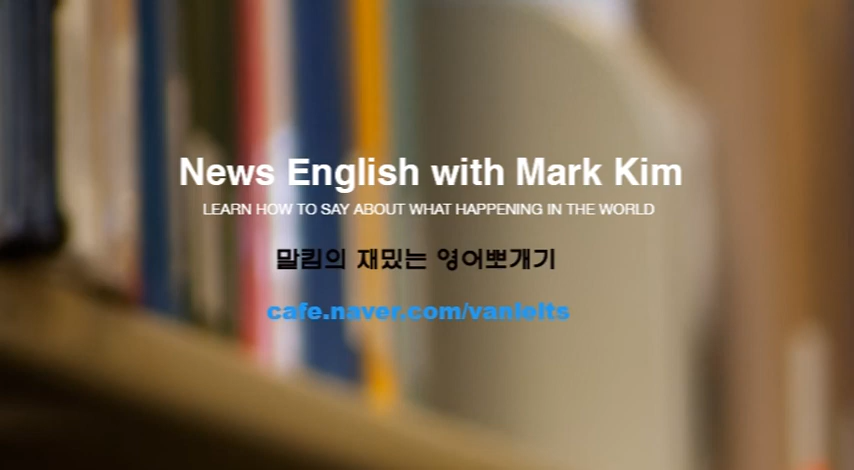 News English with Mark Kim
LEARN HOW TO SAY ABOUT WHAT HAPPENING IN THE WORLD
말킴의 재밌는 영어뽀개기
cafe.naver.com/vanielts